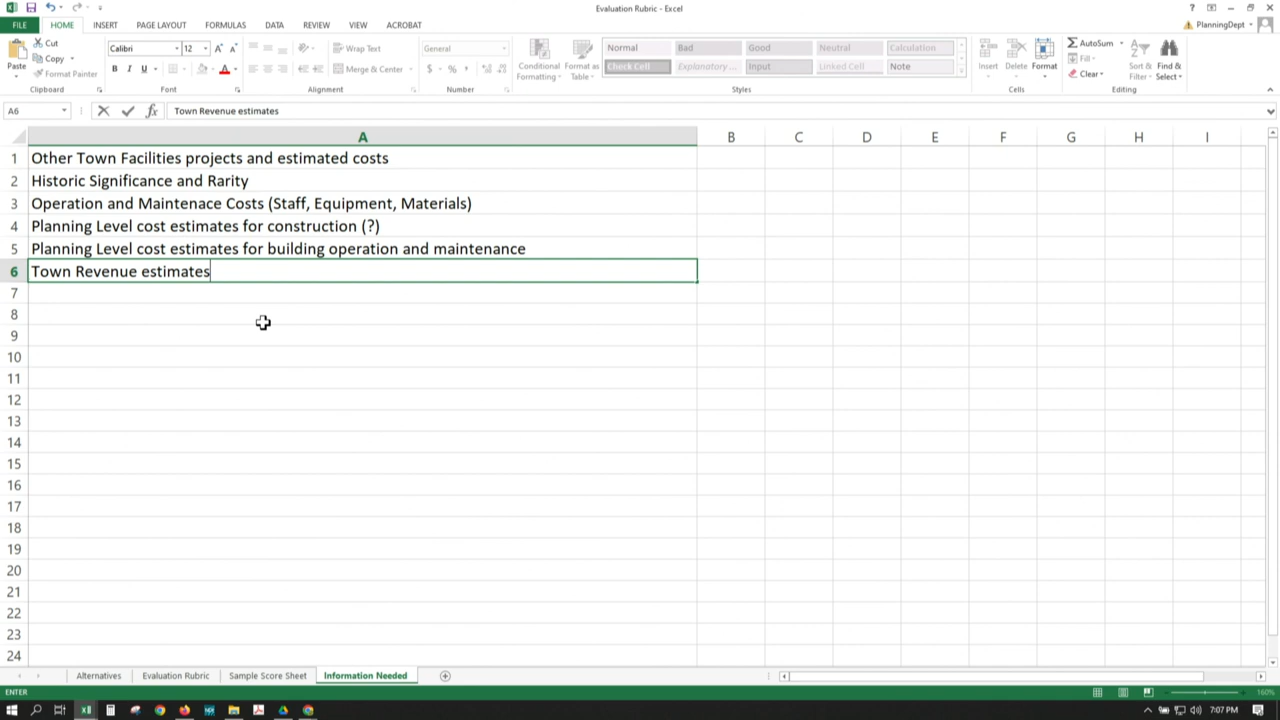 Evaluation Rubric - Excel
FILE HOME INSERT PAGE LAYOUT FORMULAS DATA REVIEW VIEW ACROBAT PlanningDept
Paste Cut Copy Format Painter Clipboard
Calibri 12 A A B I U A Font
Wrap Text Merge & Center Alignment
General $ % , Number
Conditional Formatting Format as Table
Normal Bad Good Neutral Calculation
Check Cell Explanatory ... Input Linked Cell Note
Styles
Insert Delete Format Cells
AutoSum Fill Clear Sort & Filter Find & Select Editing
A6 fx Town Revenue estimates
A B C D E F G H I
1 Other Town Facilities projects and estimated costs
2 Historic Significance and Rarity
3 Operation and Maintenace Costs (Staff, Equipment, Materials)
4 Planning Level cost estimates for construction (?)
5 Planning Level cost estimates for building operation and maintenance
6 Town Revenue estimates
7
8
9
10
11
12
13
14
15
16
17
18
19
20
21
22
23
24
Alternatives Evaluation Rubric Sample Score Sheet Information Needed
ENTER 160%
7:07 PM